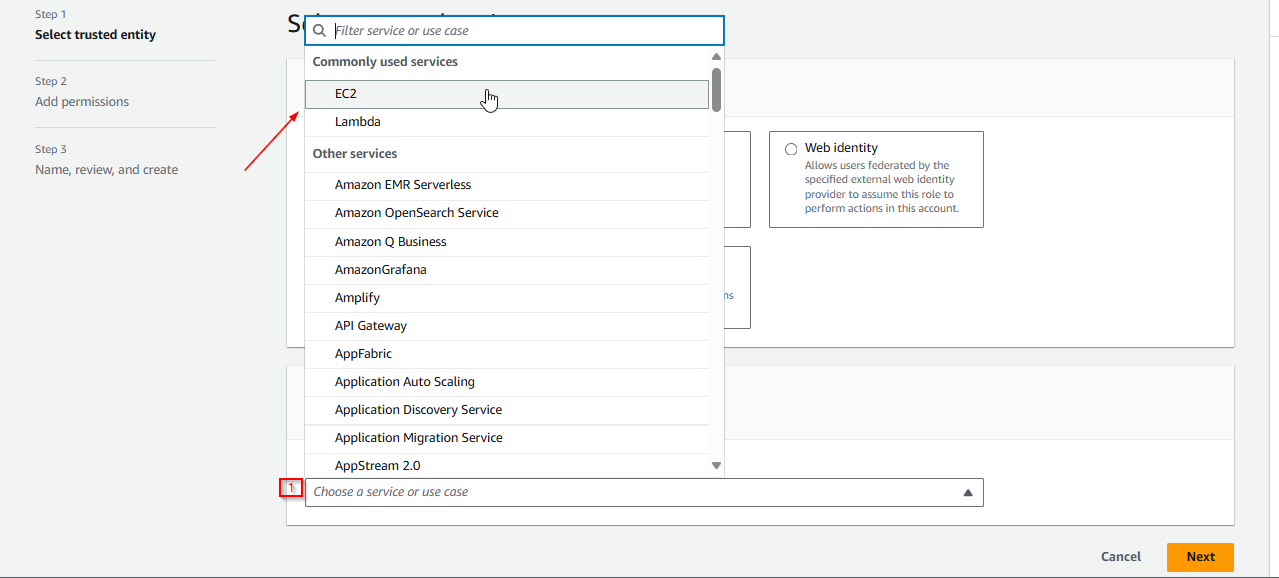 Step 1
Select trusted entity
Step 2
Add permissions
Step 3
Name, review, and create
Filter service or use case
Commonly used services
EC2
Lambda
Other services
Amazon EMR Serverless
Amazon OpenSearch Service
Amazon Q Business
AmazonGrafana
Amplify
API Gateway
AppFabric
Application Auto Scaling
Application Discovery Service
Application Migration Service
AppStream 2.0
Web identity
Allows users federated by the
specified external web identity
provider to assume this role to
perform actions in this account.
1
Choose a service or use case
Cancel
Next